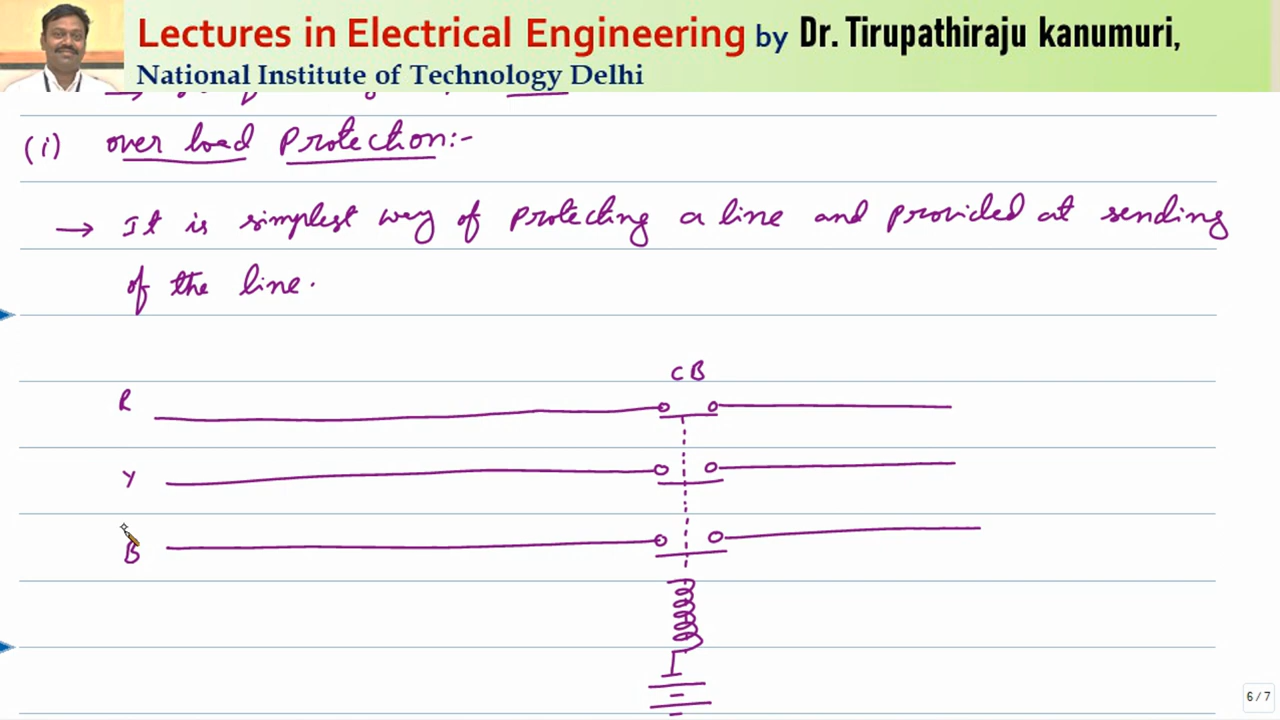 Lectures in Electrical Engineering by Dr. Tirupathiraju kanumuri,
National Institute of Technology Delhi
(i) over load Protection:-
→ It is simplest way of protecting a line and provided at sending
of the line.
CB
R
Y
B
6 / 7